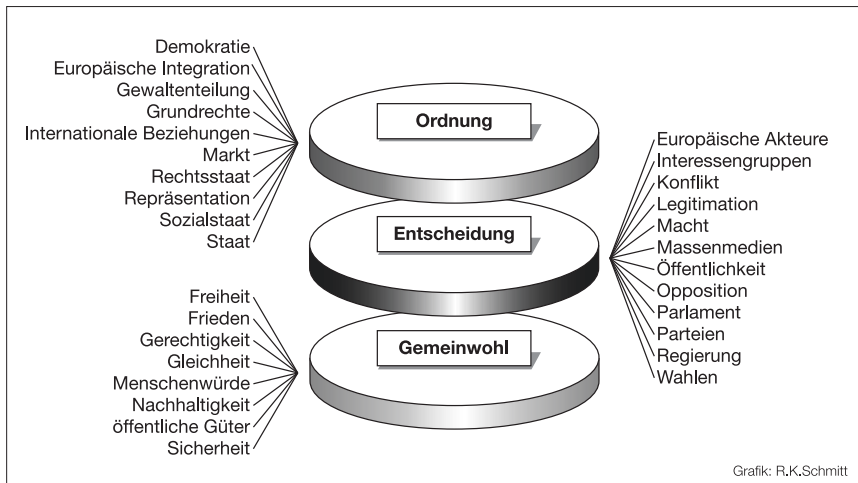 Demokratie
Europäische Integration
Gewaltenteilung
Grundrechte
Internationale Beziehungen
Markt
Rechtsstaat
Repräsentation
Sozialstaat
Staat
Ordnung
Entscheidung
Europäische Akteure
Interessengruppen
Konflikt
Legitimation
Macht
Massenmedien
Öffentlichkeit
Opposition
Parlament
Parteien
Regierung
Wahlen
Freiheit
Frieden
Gerechtigkeit
Gleichheit
Menschenwürde
Nachhaltigkeit
öffentliche Güter
Sicherheit
Gemeinwohl
Grafik: R.K.Schmitt